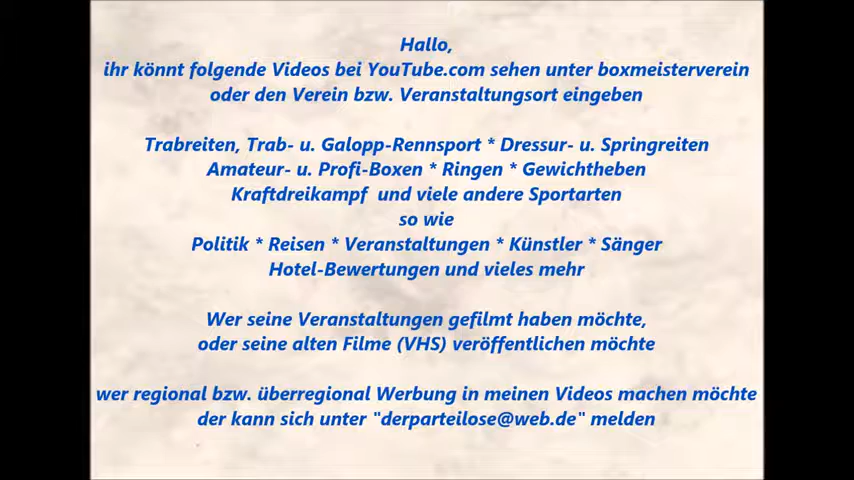 Hallo,
ihr könnt folgende Videos bei YouTube.com sehen unter boxmeisterverein
oder den Verein bzw. Veranstaltungsort eingeben
Trabreiten, Trab- u. Galopp-Rennsport * Dressur- u. Springreiten
Amateur- u. Profi-Boxen * Ringen * Gewichtheben
Kraftdreikampf und viele andere Sportarten
so wie
Politik * Reisen * Veranstaltungen * Künstler * Sänger
Hotel-Bewertungen und vieles mehr
Wer seine Veranstaltungen gefilmt haben möchte,
oder seine alten Filme (VHS) veröffentlichen möchte
wer regional bzw. überregional Werbung in meinen Videos machen möchte
der kann sich unter "derparteilose@web.de" melden